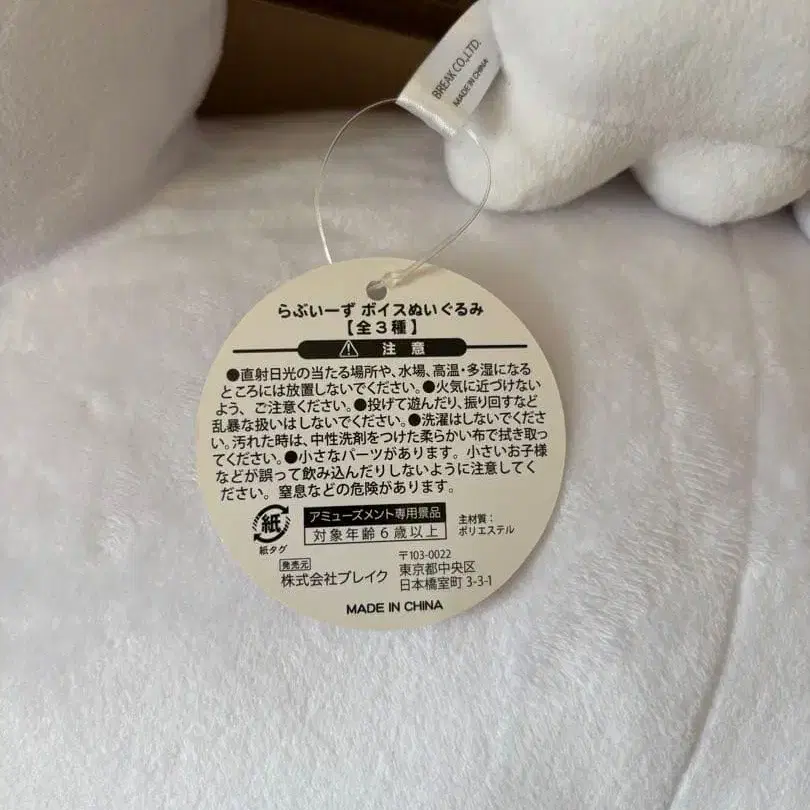 BREAK CO.,LTD.
MADE IN CHINA
らぶいーず ボイスぬいぐるみ
【全3種】
注意
●直射日光の当たる場所や、水場、高温・多湿になる
ところには放置しないでください。●火気に近づけない
よう、ご注意ください。●投げて遊んだり、振り回すなど
乱暴な扱いはしないでください。●洗濯はしないでくださ
い。汚れた時は、中性洗剤をつけた柔らかい布で拭き取っ
てください。●小さなパーツがあります。小さいお子様
などが誤って飲み込んだりしないように注意してく
ださい。窒息などの危険があります。
紙
紙タグ
アミューズメント専用景品
対象年齢6歳以上
主材質:
ポリエステル
発売元
株式会社ブレイク
〒103-0022
東京都中央区
日本橋室町 3-3-1
MADE IN CHINA